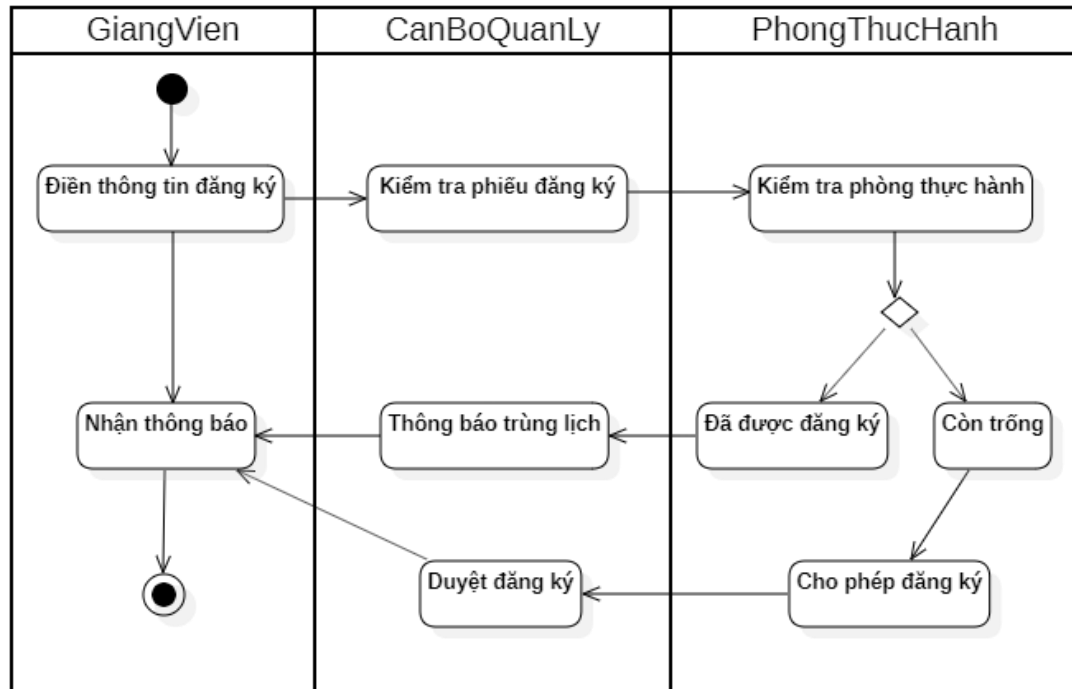 GiangVien
CanBoQuanLy
PhongThucHanh
Điền thông tin đăng ký
Kiểm tra phiếu đăng ký
Kiểm tra phòng thực hành
Nhận thông báo
Thông báo trùng lịch
Đã được đăng ký
Còn trống
Duyệt đăng ký
Cho phép đăng ký